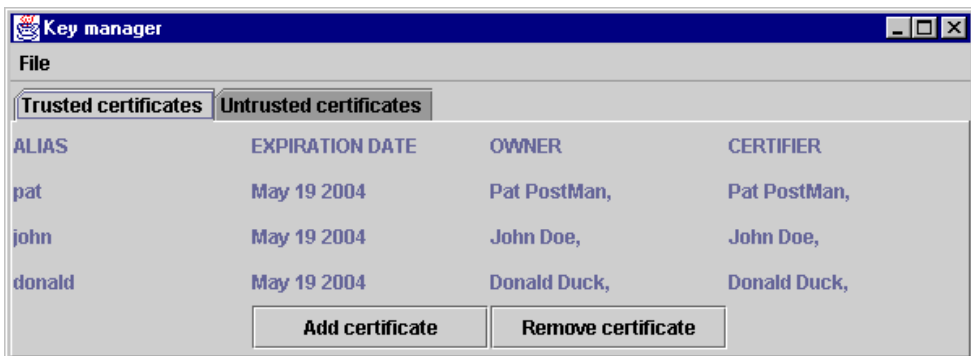 Key manager
File
Trusted certificates Untrusted certificates
ALIAS EXPIRATION DATE OWNER CERTIFIER
pat May 19 2004 Pat PostMan, Pat PostMan,
john May 19 2004 John Doe, John Doe,
donald May 19 2004 Donald Duck, Donald Duck,
Add certificate Remove certificate